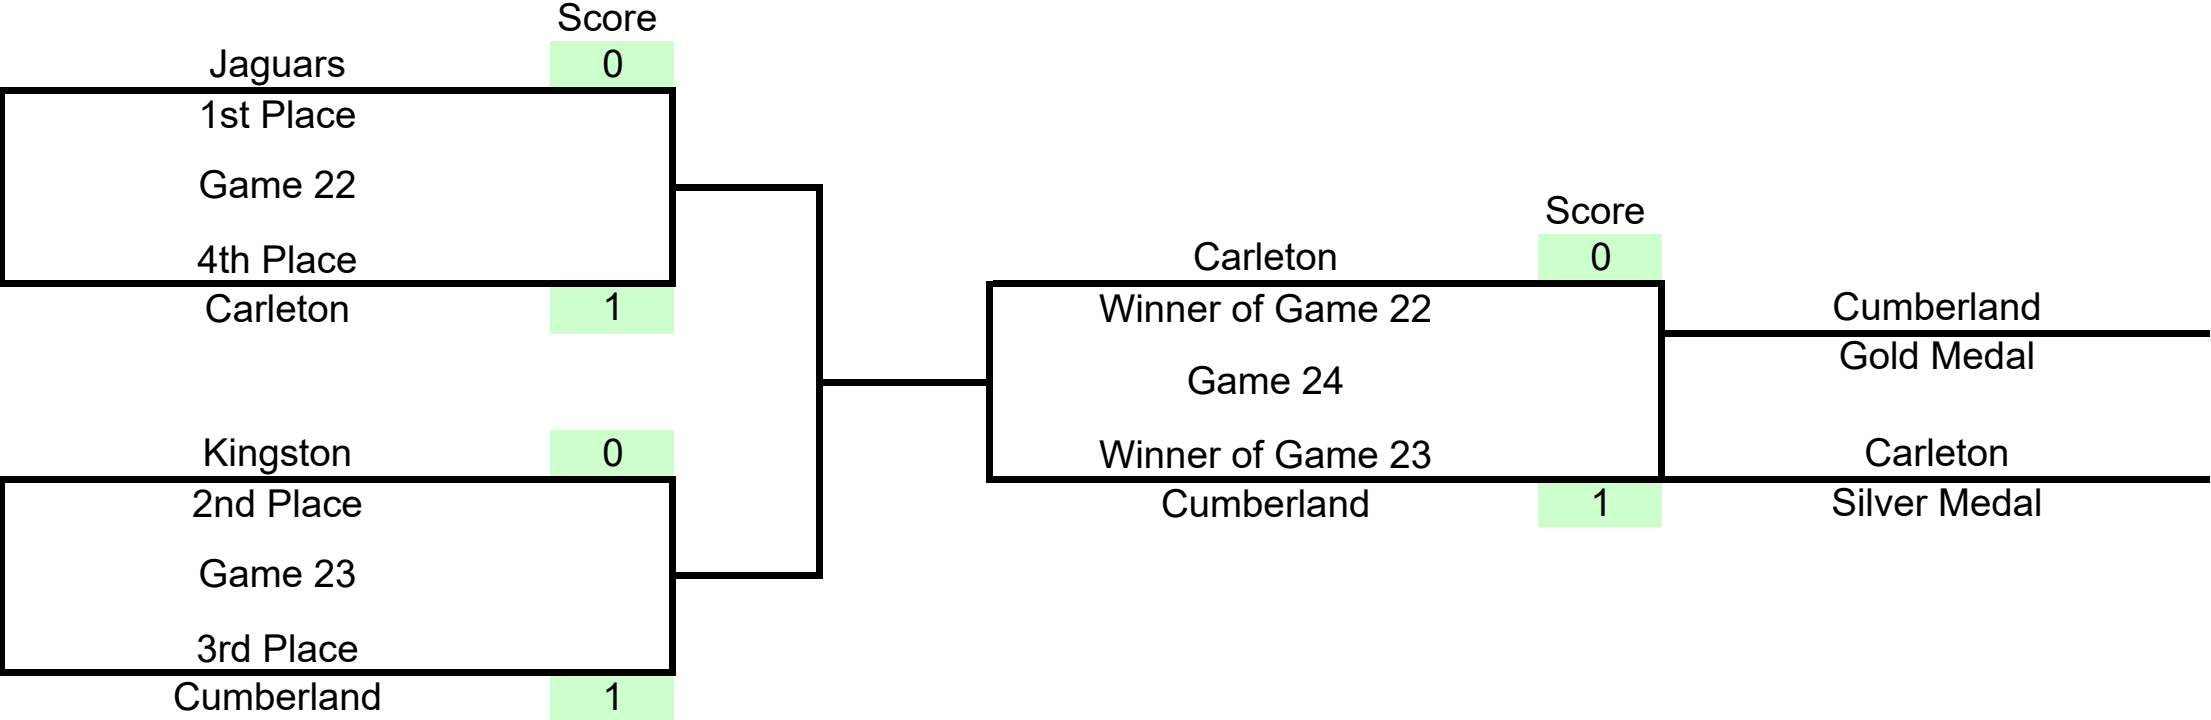 Score
Jaguars 0
1st Place
Game 22
4th Place
Carleton 1
Kingston 0
2nd Place
Game 23
3rd Place
Cumberland 1
Score
Carleton 0
Winner of Game 22
Game 24
Winner of Game 23
Cumberland 1
Cumberland
Gold Medal
Carleton
Silver Medal